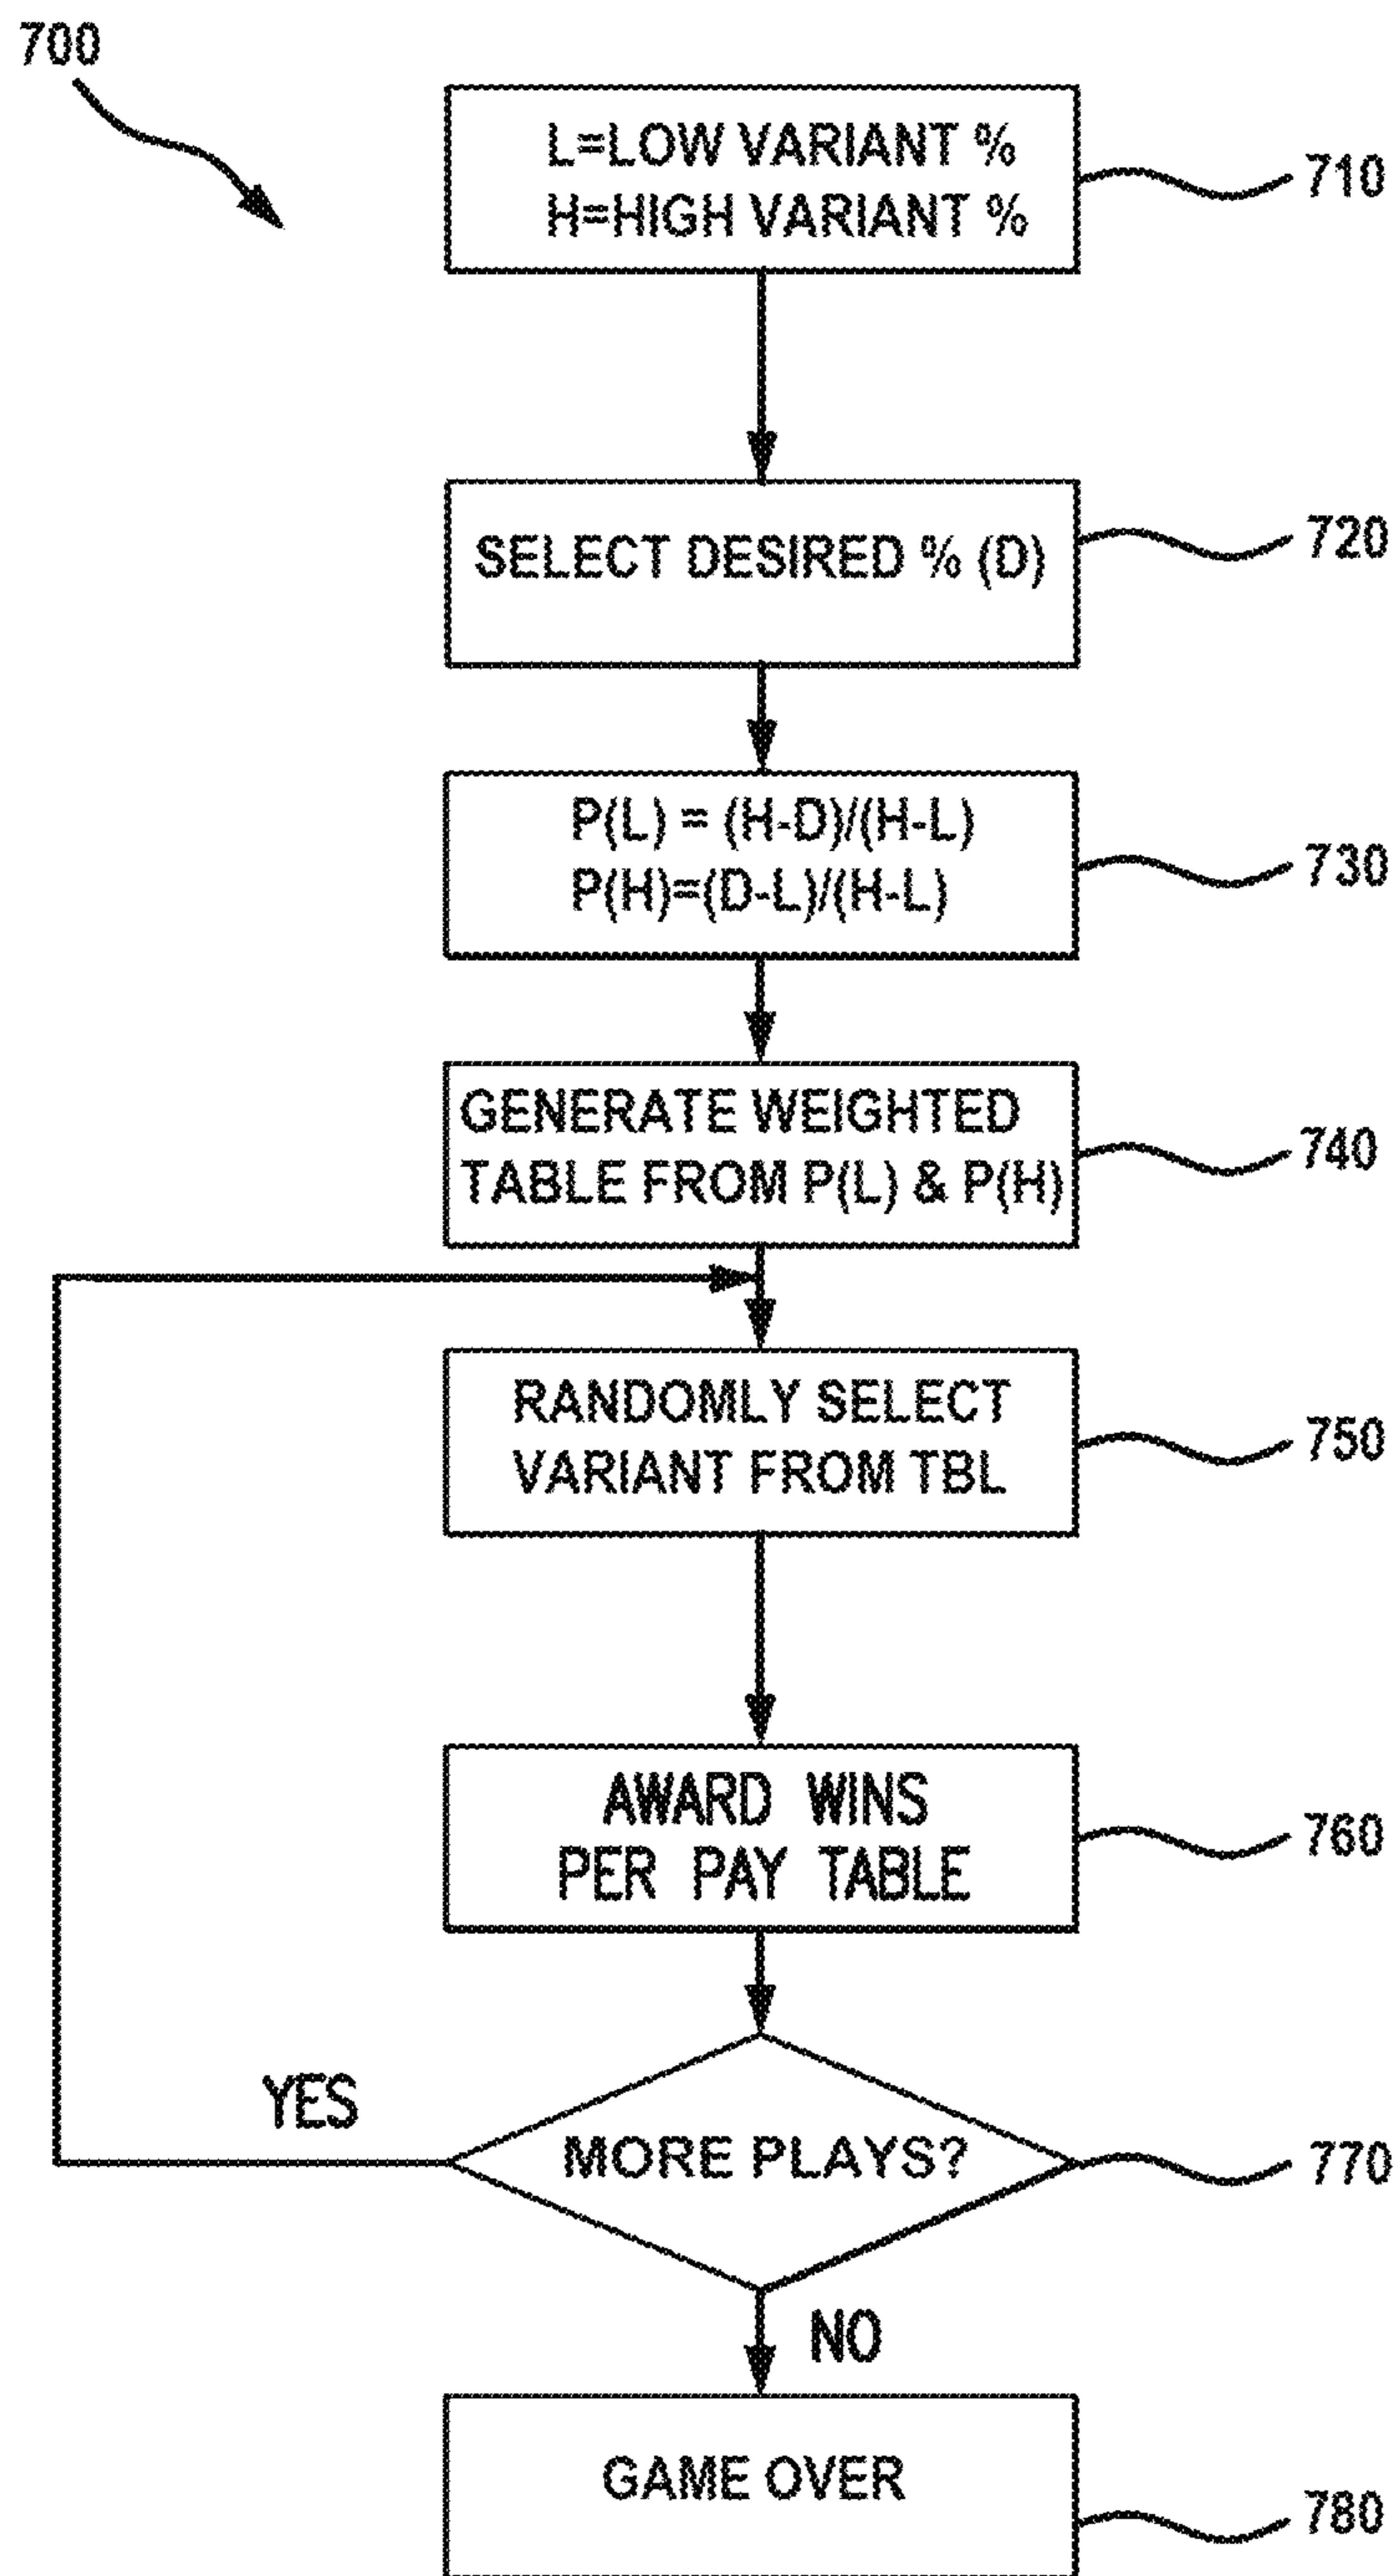 700
L=LOW VARIANT %
H=HIGH VARIANT %
710
SELECT DESIRED % (D)
720
P(L) = (H-D)/(H-L)
P(H)=(D-L)/(H-L)
730
GENERATE WEIGHTED
TABLE FROM P(L) & P(H)
740
RANDOMLY SELECT
VARIANT FROM TBL
750
AWARD WINS
PER PAY TABLE
760
YES
MORE PLAYS?
770
NO
GAME OVER
780